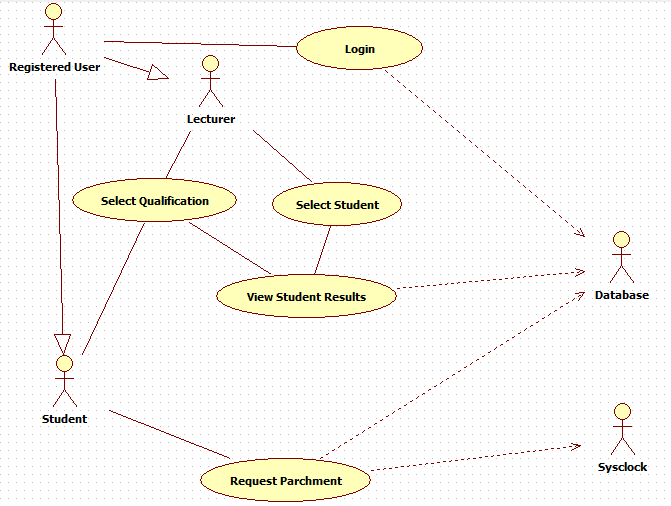 Login
Registered User
Lecturer
Select Qualification
Select Student
View Student Results
Database
Student
Sysclock
Request Parchment